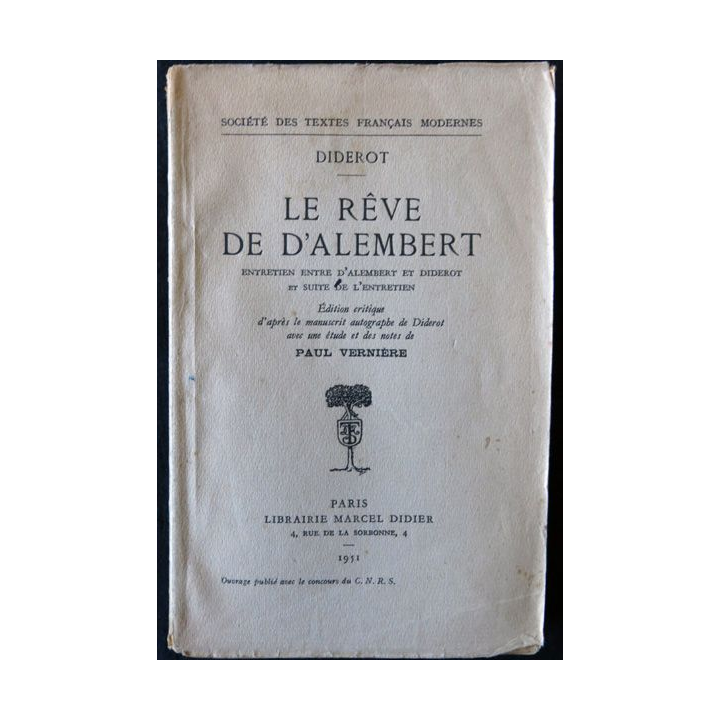 SOCIÉTÉ DES TEXTES FRANÇAIS MODERNES
DIDEROT
LE RÊVE
DE D'ALEMBERT
ENTRETIEN ENTRE D'ALEMBERT ET DIDEROT
ET SUITE DE L'ENTRETIEN
Édition critique
d'après le manuscrit autographe de Diderot
avec une étude et des notes de
PAUL VERNIÈRE
PARIS
LIBRAIRIE MARCEL DIDIER
4, RUE DE LA SORBONNE, 4
1951
Ouvrage publié avec le concours du C. N. R. S.